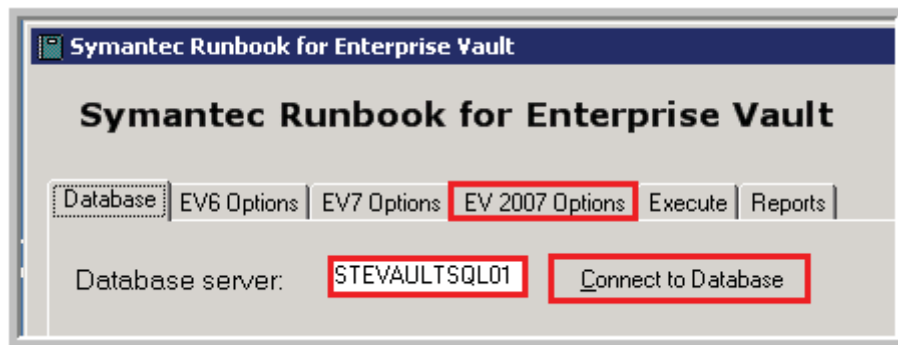 Symantec Runbook for Enterprise Vault
Symantec Runbook for Enterprise Vault
Database EV6 Options EV7 Options EV 2007 Options Execute Reports
Database server: STEVAULTSQL01 Connect to Database